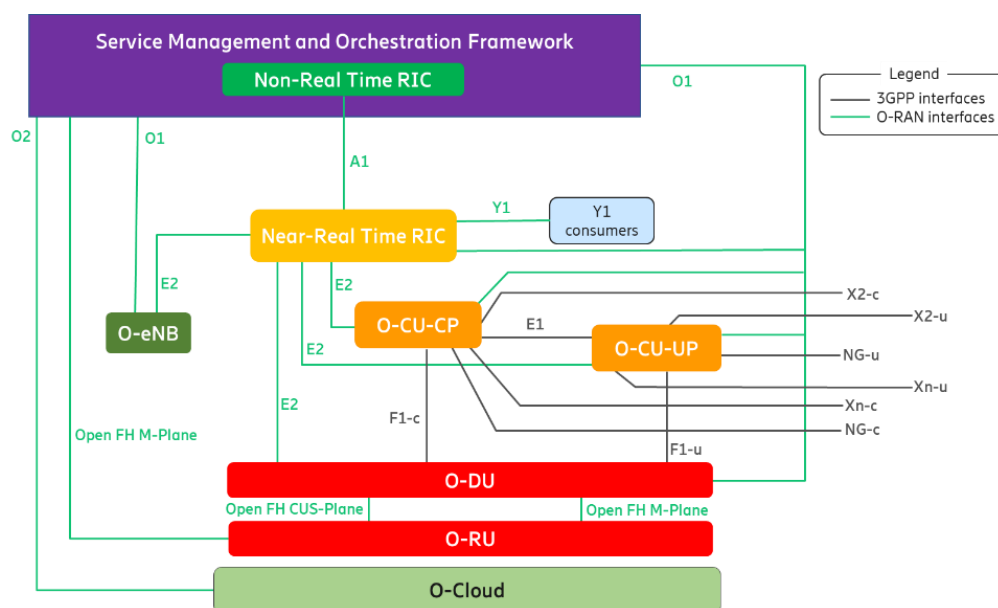 Service Management and Orchestration Framework
Non-Real Time RIC
O1
Legend
3GPP interfaces
O-RAN interfaces
O2
O1
A1
Y1
Y1
consumers
Near-Real Time RIC
E2
E2
X2-c
O-CU-CP
E1
X2-u
O-eNB
E2
O-CU-UP
NG-u
Xn-u
E2
Xn-c
F1-c
NG-c
Open FH M-Plane
F1-u
O-DU
Open FH CUS-Plane
Open FH M-Plane
O-RU
O-Cloud